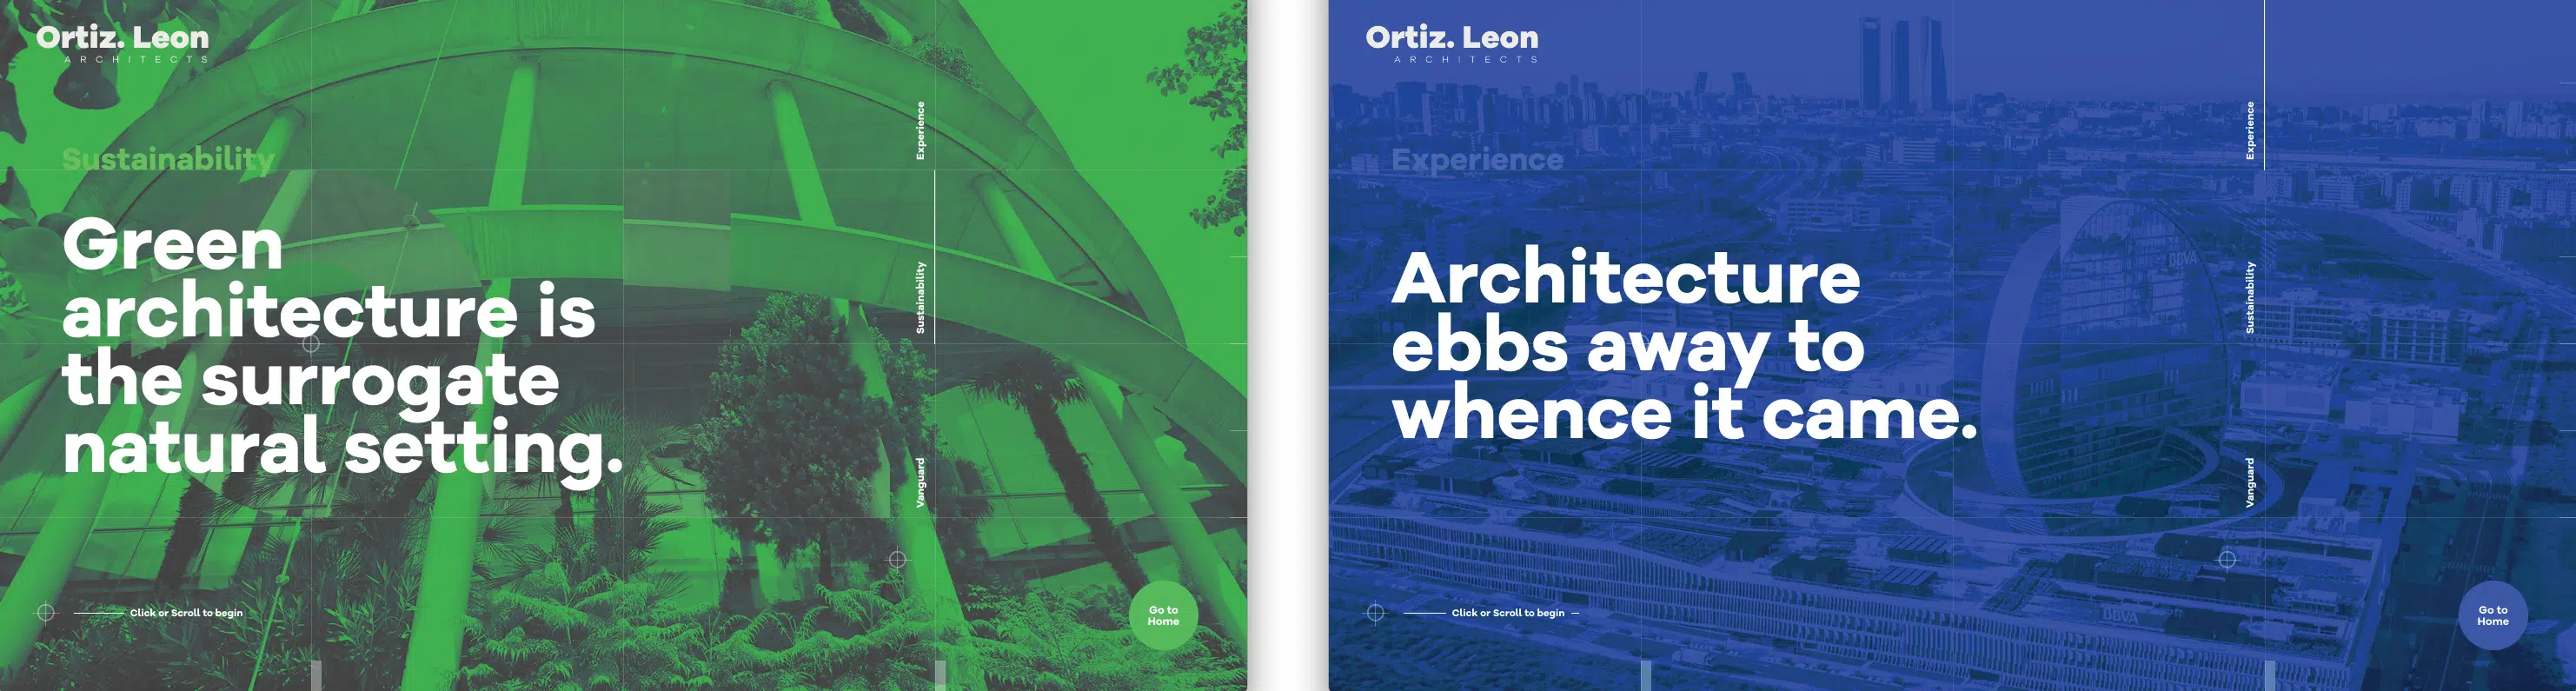 Ortiz. Leon
ARCHITECTS
Sustainability
Green
architecture is
the surrogate
natural setting.
Experience
Sustainability
Vanguard
Click or Scroll to begin
Go to
Home
Ortiz. Leon
ARCHITECTS
Experience
Architecture
ebbs away to
whence it came.
Experience
Sustainability
Vanguard
BBVA
BBVA
Click or Scroll to begin
Go to
Home